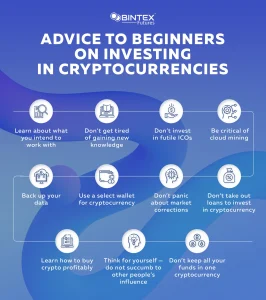 BINTEX
Futures
ADVICE TO BEGINNERS
ON INVESTING
IN CRYPTOCURRENCIES
Learn about what
you intend to
work with
Don't get tired
of gaining new
knowledge
Don't invest
in futile ICOs
Be critical of
cloud mining
Back up your
data
Use a select wallet
for cryptocurrency
Don't panic
about market
corrections
Don't take out
loans to invest
in cryptocurrency
Learn how to buy
crypto profitably
Think for yourself –
do not succumb to
other people's
influence
Don't keep all your
funds in one
cryptocurrency